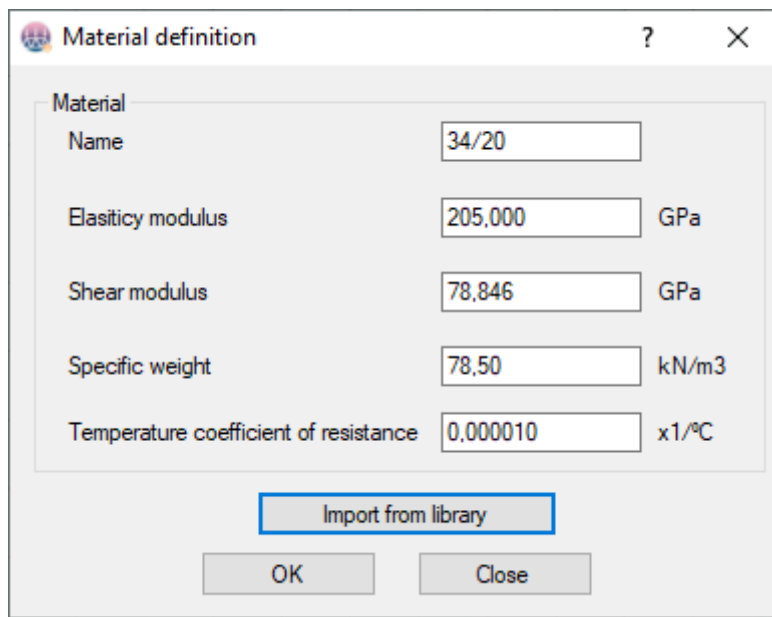 Material definition ?
Material
Name 34/20
Elasiticy modulus 205,000 GPa
Shear modulus 78,846 GPa
Specific weight 78,50 kN/m3
Temperature coefficient of resistance 0,000010 x1/ºC
Import from library
OK Close